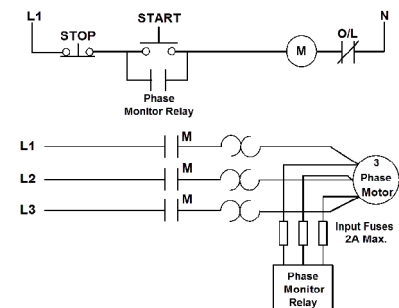 L1
START
N
STOP
O/L
M
Phase
Monitor Relay
L1
M
L2
M
L3
M
3
Phase
Motor
Input Fuses
2A Max.
Phase
Monitor
Relay